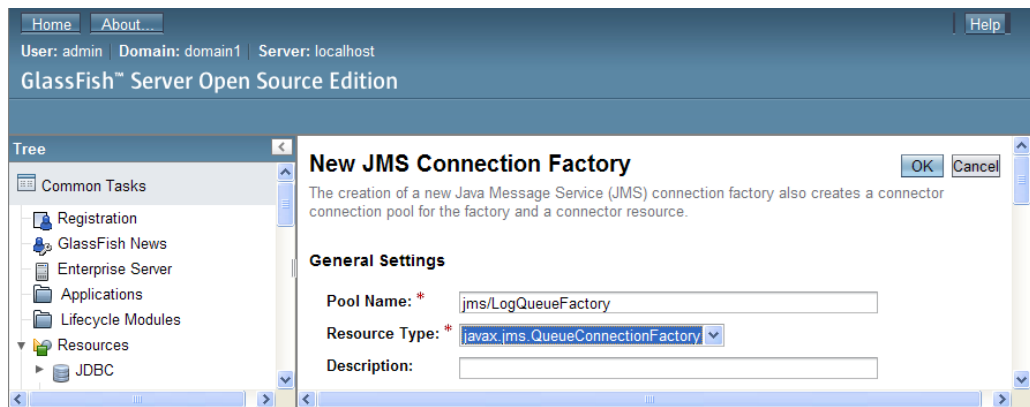 Home About... Help
User: admin Domain: domain1 Server: localhost
GlassFish™ Server Open Source Edition
Tree
Common Tasks
Registration
GlassFish News
Enterprise Server
Applications
Lifecycle Modules
Resources
JDBC
New JMS Connection Factory
OK Cancel
The creation of a new Java Message Service (JMS) connection factory also creates a connector
connection pool for the factory and a connector resource.
General Settings
Pool Name: * jms/LogQueueFactory
Resource Type: * javax.jms.QueueConnectionFactory
Description: